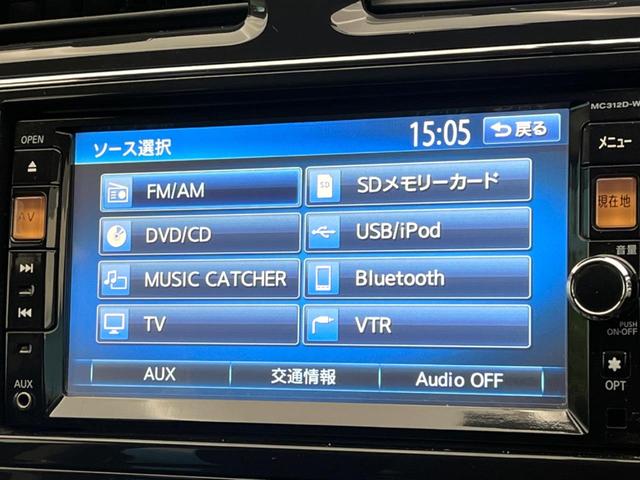 MC312D-W
OPEN
ソース選択
15:05
戻る
メニュー
AV
FM/AM
SDメモリーカード
現在地
DVD/CD
USB/iPod
音量
MUSIC CATCHER
Bluetooth
TV
VTR
PUSH
ON-OFF
AUX
AUX
交通情報
Audio OFF
OPT